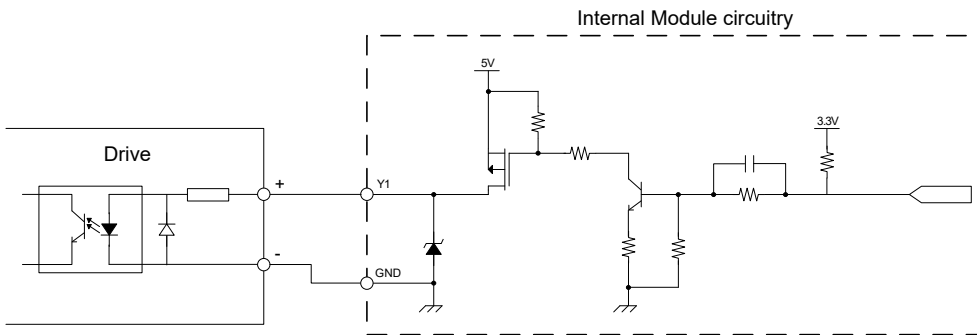 Internal Module circuitry
5V
3.3V
Drive
+
Y1
-
GND